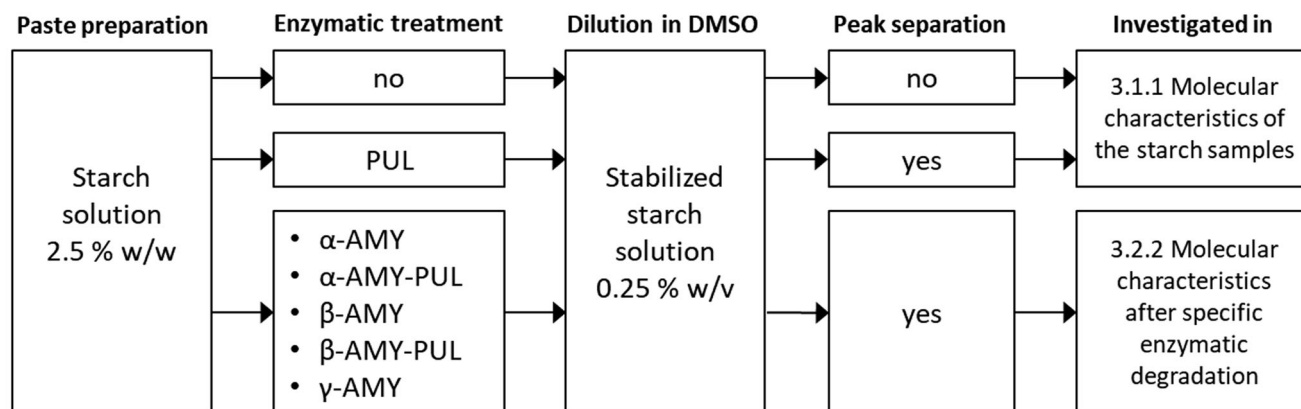 Paste preparation
Enzymatic treatment
Dilution in DMSO
Peak separation
Investigated in
Starch
solution
2.5 % w/w
no
PUL
• α-AMY
• α-AMY-PUL
• β-AMY
• β-AMY-PUL
• γ-AMY
Stabilized
starch
solution
0.25 % w/v
no
yes
yes
3.1.1 Molecular
characteristics of
the starch samples
3.2.2 Molecular
characteristics
after specific
enzymatic
degradation